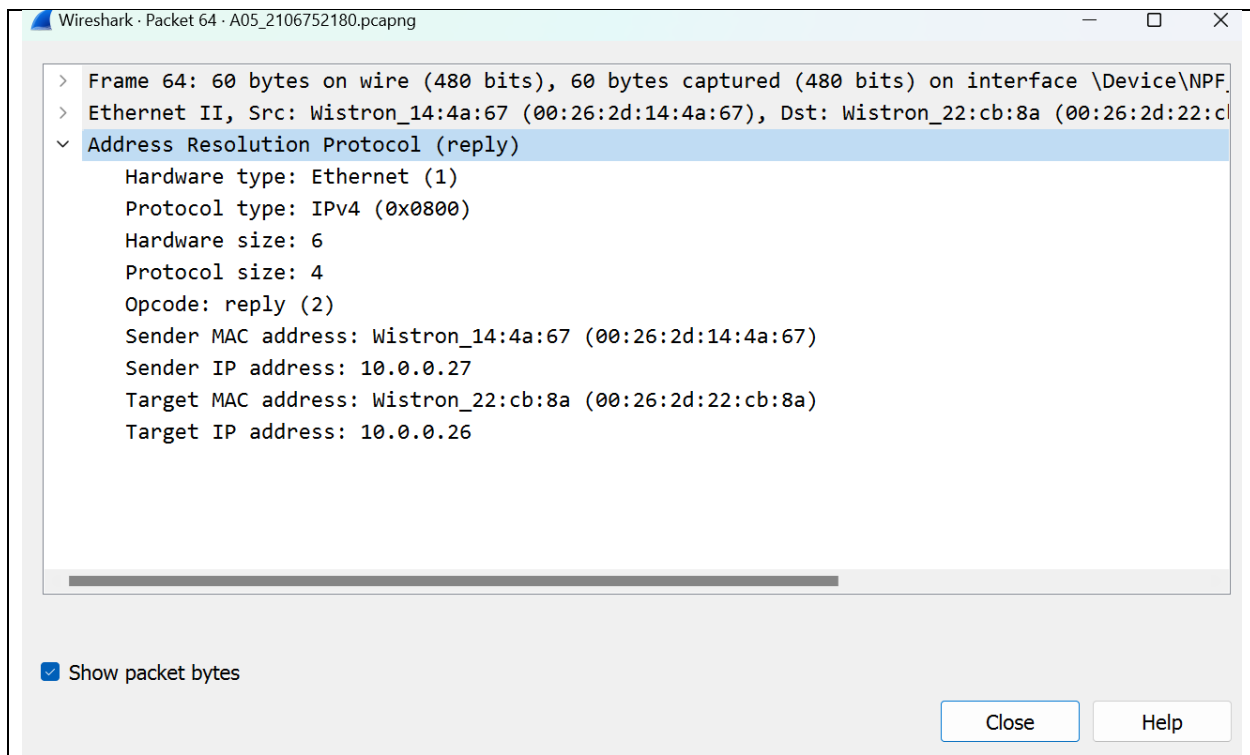 Wireshark · Packet 64 · A05_2106752180.pcapng
Frame 64: 60 bytes on wire (480 bits), 60 bytes captured (480 bits) on interface \Device\NPF_
Ethernet II, Src: Wistron_14:4a:67 (00:26:2d:14:4a:67), Dst: Wistron_22:cb:8a (00:26:2d:22:cl
Address Resolution Protocol (reply)
Hardware type: Ethernet (1)
Protocol type: IPv4 (0x0800)
Hardware size: 6
Protocol size: 4
Opcode: reply (2)
Sender MAC address: Wistron_14:4a:67 (00:26:2d:14:4a:67)
Sender IP address: 10.0.0.27
Target MAC address: Wistron_22:cb:8a (00:26:2d:22:cb:8a)
Target IP address: 10.0.0.26
Show packet bytes
Close Help